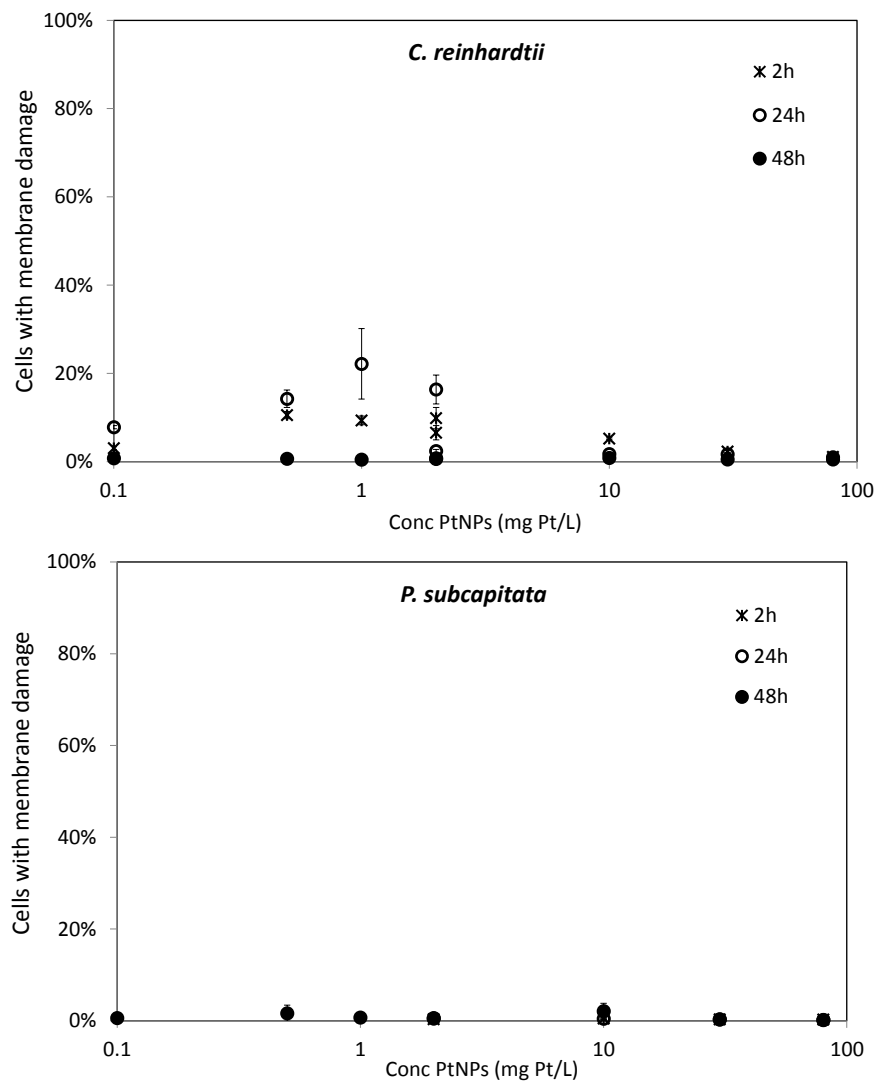 100%
C. reinhardtii
2h
80%
24h
48h
60%
Cells with membrane damage
40%
20%
0%
0.1
1
10
100
Conc PtNPs (mg Pt/L)
100%
P. subcapitata
2h
80%
24h
48h
60%
Cells with membrane damage
40%
20%
0%
0.1
1
10
100
Conc PtNPs (mg Pt/L)